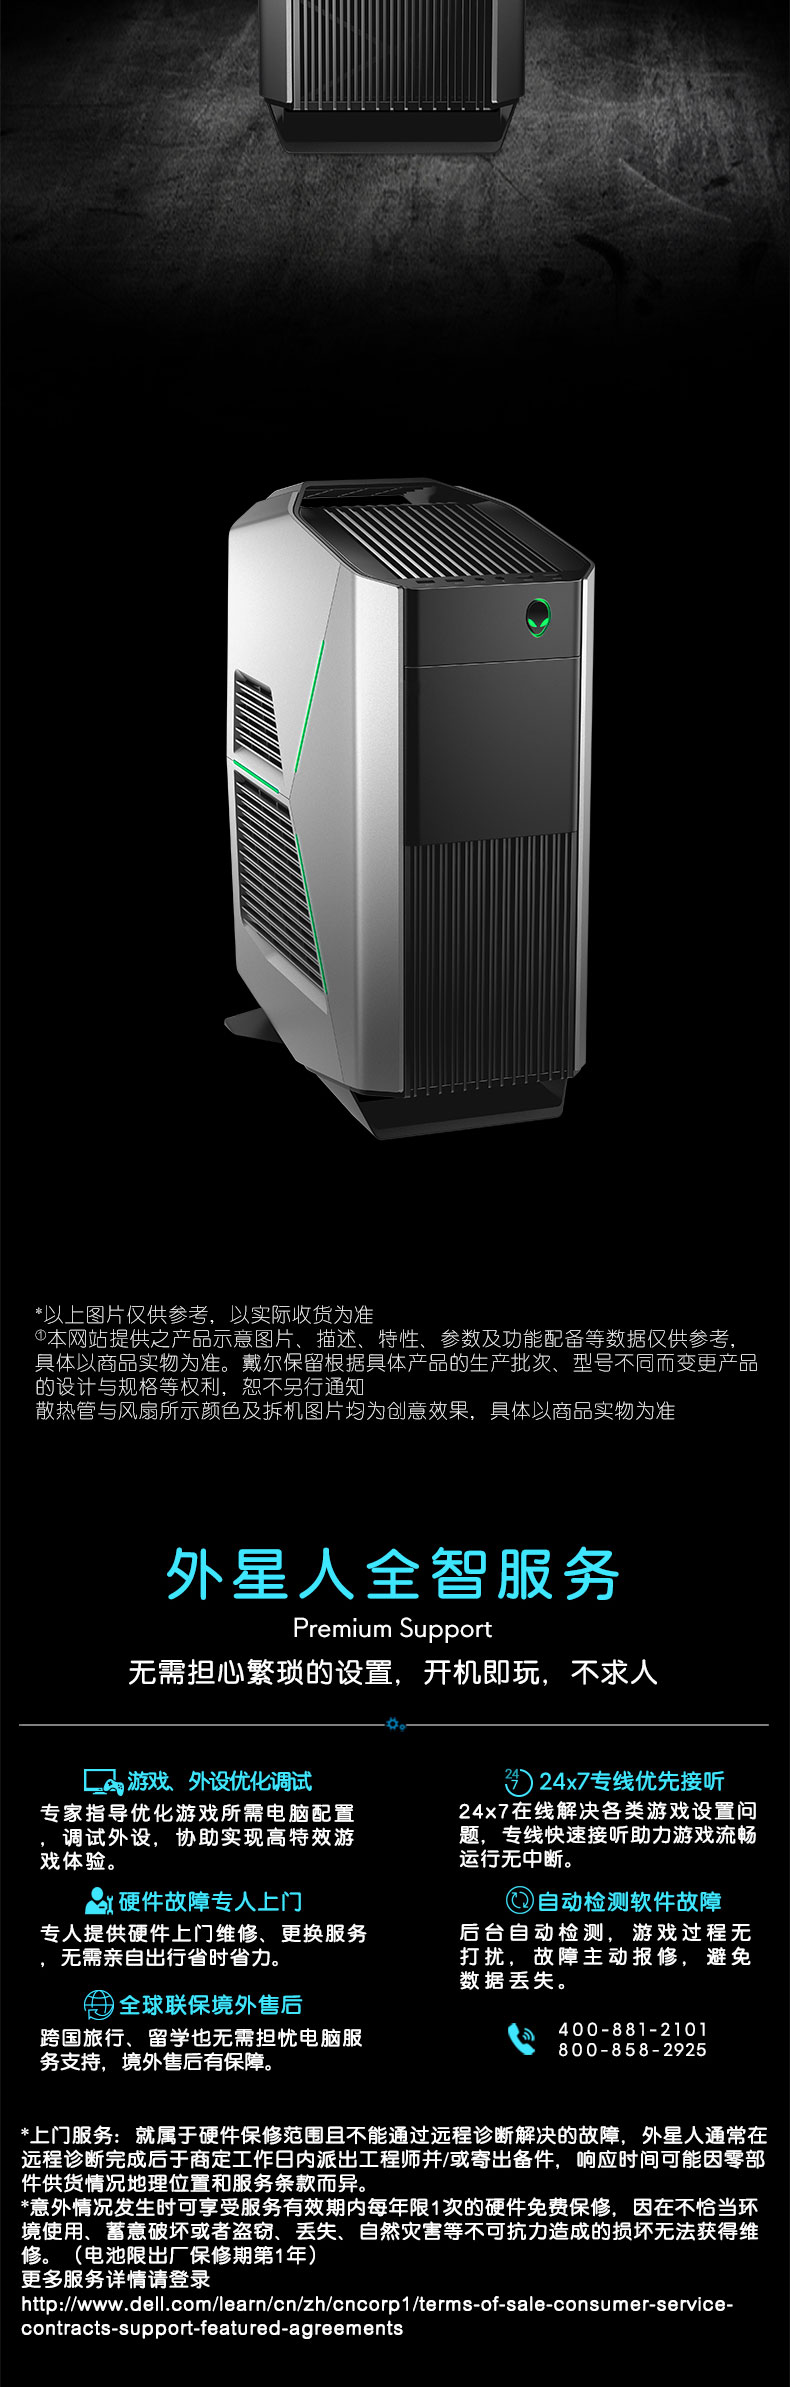 *以上图片仅供参考，以实际收货为准
①本网站提供之产品示意图片、描述、特性、参数及功能配备等数据仅供参考，
具体以商品实物为准。戴尔保留根据具体产品的生产批次、型号不同而变更产品
的设计与规格等权利，恕不另行通知
散热管与风扇所示颜色及拆机图片均为创意效果，具体以商品实物为准
外星人全智服务
Premium Support
无需担心繁琐的设置，开机即玩，不求人
游戏、外设优化调试
专家指导优化游戏所需电脑配置
，调试外设，协助实现高特效游
戏体验。
硬件故障专人上门
专人提供硬件上门维修、更换服务
，无需亲自出行省时省力。
全球联保境外售后
跨国旅行、留学也无需担忧电脑服
务支持，境外售后有保障。
24
7
24x7专线优先接听
24x7在线解决各类游戏设置问
题，专线快速接听助力游戏流畅
运行无中断。
自动检测软件故障
后台自动检测，游戏过程无
打扰，故障主动报修，避免
数据丢失。
400-881-2101
800-858-2925
*上门服务：就属于硬件保修范围且不能通过远程诊断解决的故障，外星人通常在
远程诊断完成后于商定工作日内派出工程师并/或寄出备件，响应时间可能因零部
件供货情况地理位置和服务条款而异。
*意外情况发生时可享受服务有效期内每年限1次的硬件免费保修，因在不恰当环
境使用、蓄意破坏或者盗窃、丢失、自然灾害等不可抗力造成的损坏无法获得维
修。（电池限出厂保修期第1年）
更多服务详情请登录
http://www.dell.com/learn/cn/zh/cncorp1/terms-of-sale-consumer-service-
contracts-support-featured-agreements